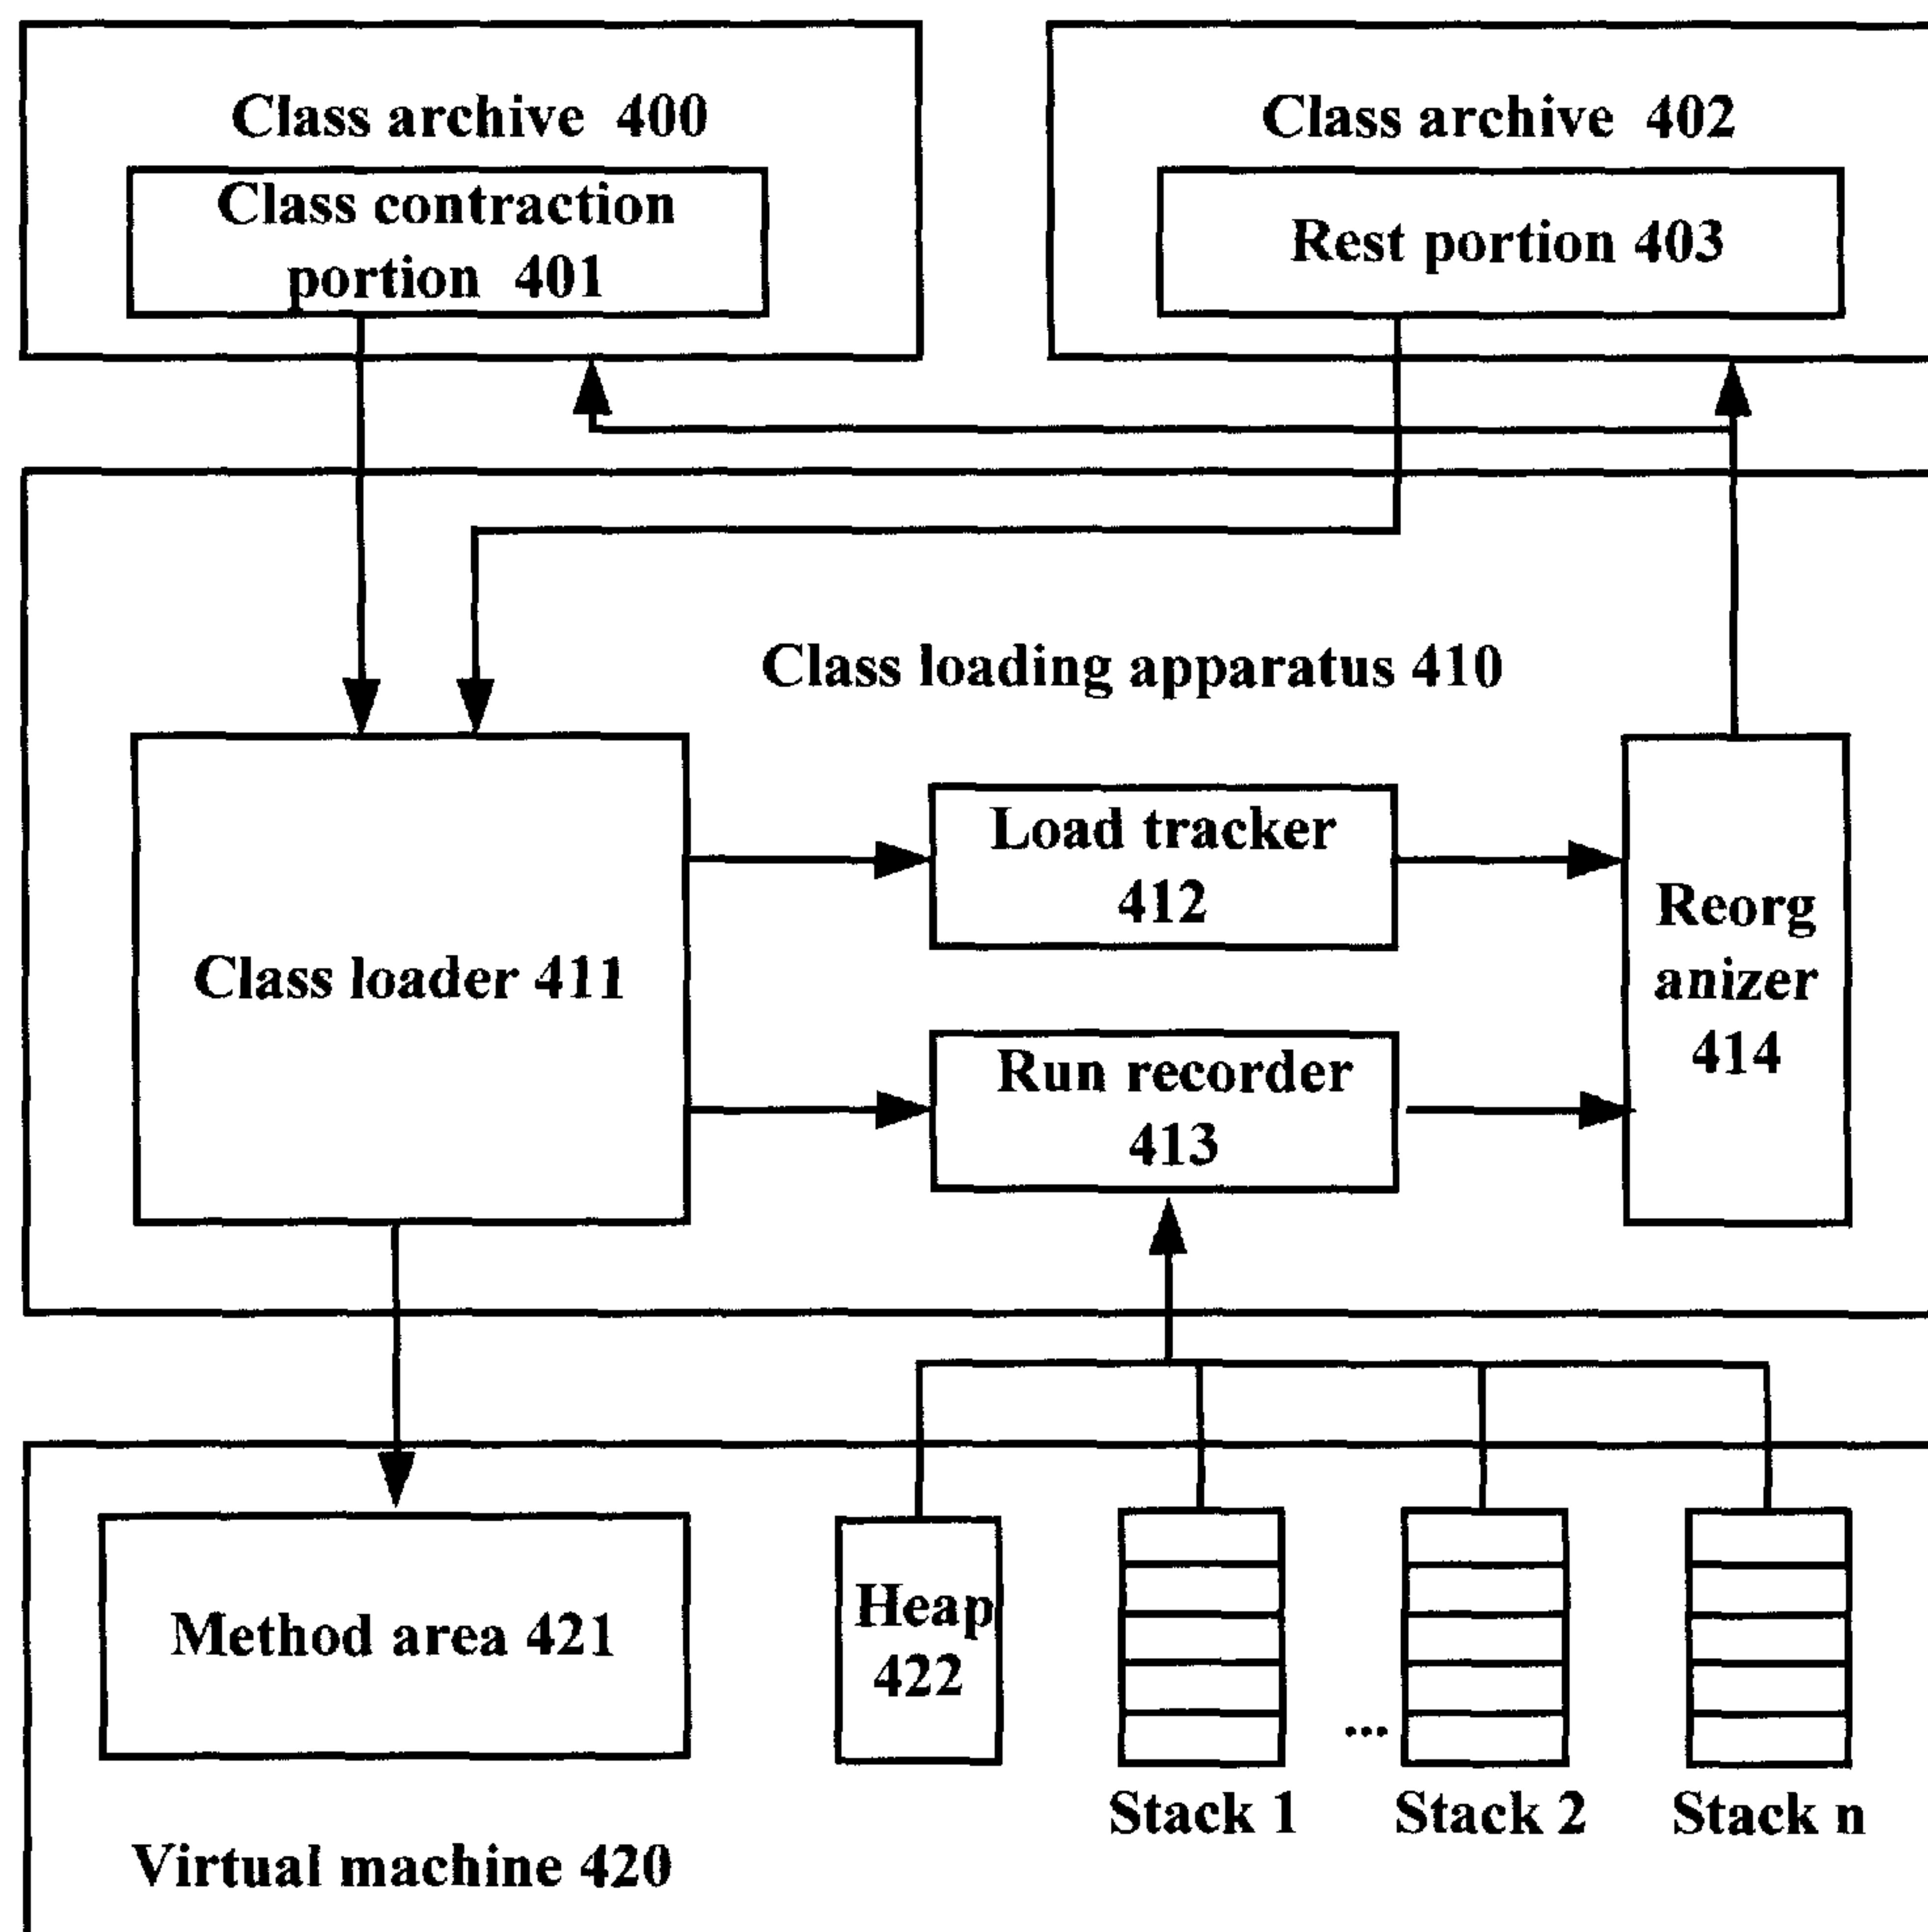 Class archive 400
Class contraction
portion 401
Class archive 402
Rest portion 403
Class loading apparatus 410
Class loader 411
Load tracker
412
Run recorder
413
Reorg
anizer
414
Method area 421
Heap
422
...
Stack 1
Stack 2
Stack n
Virtual machine 420